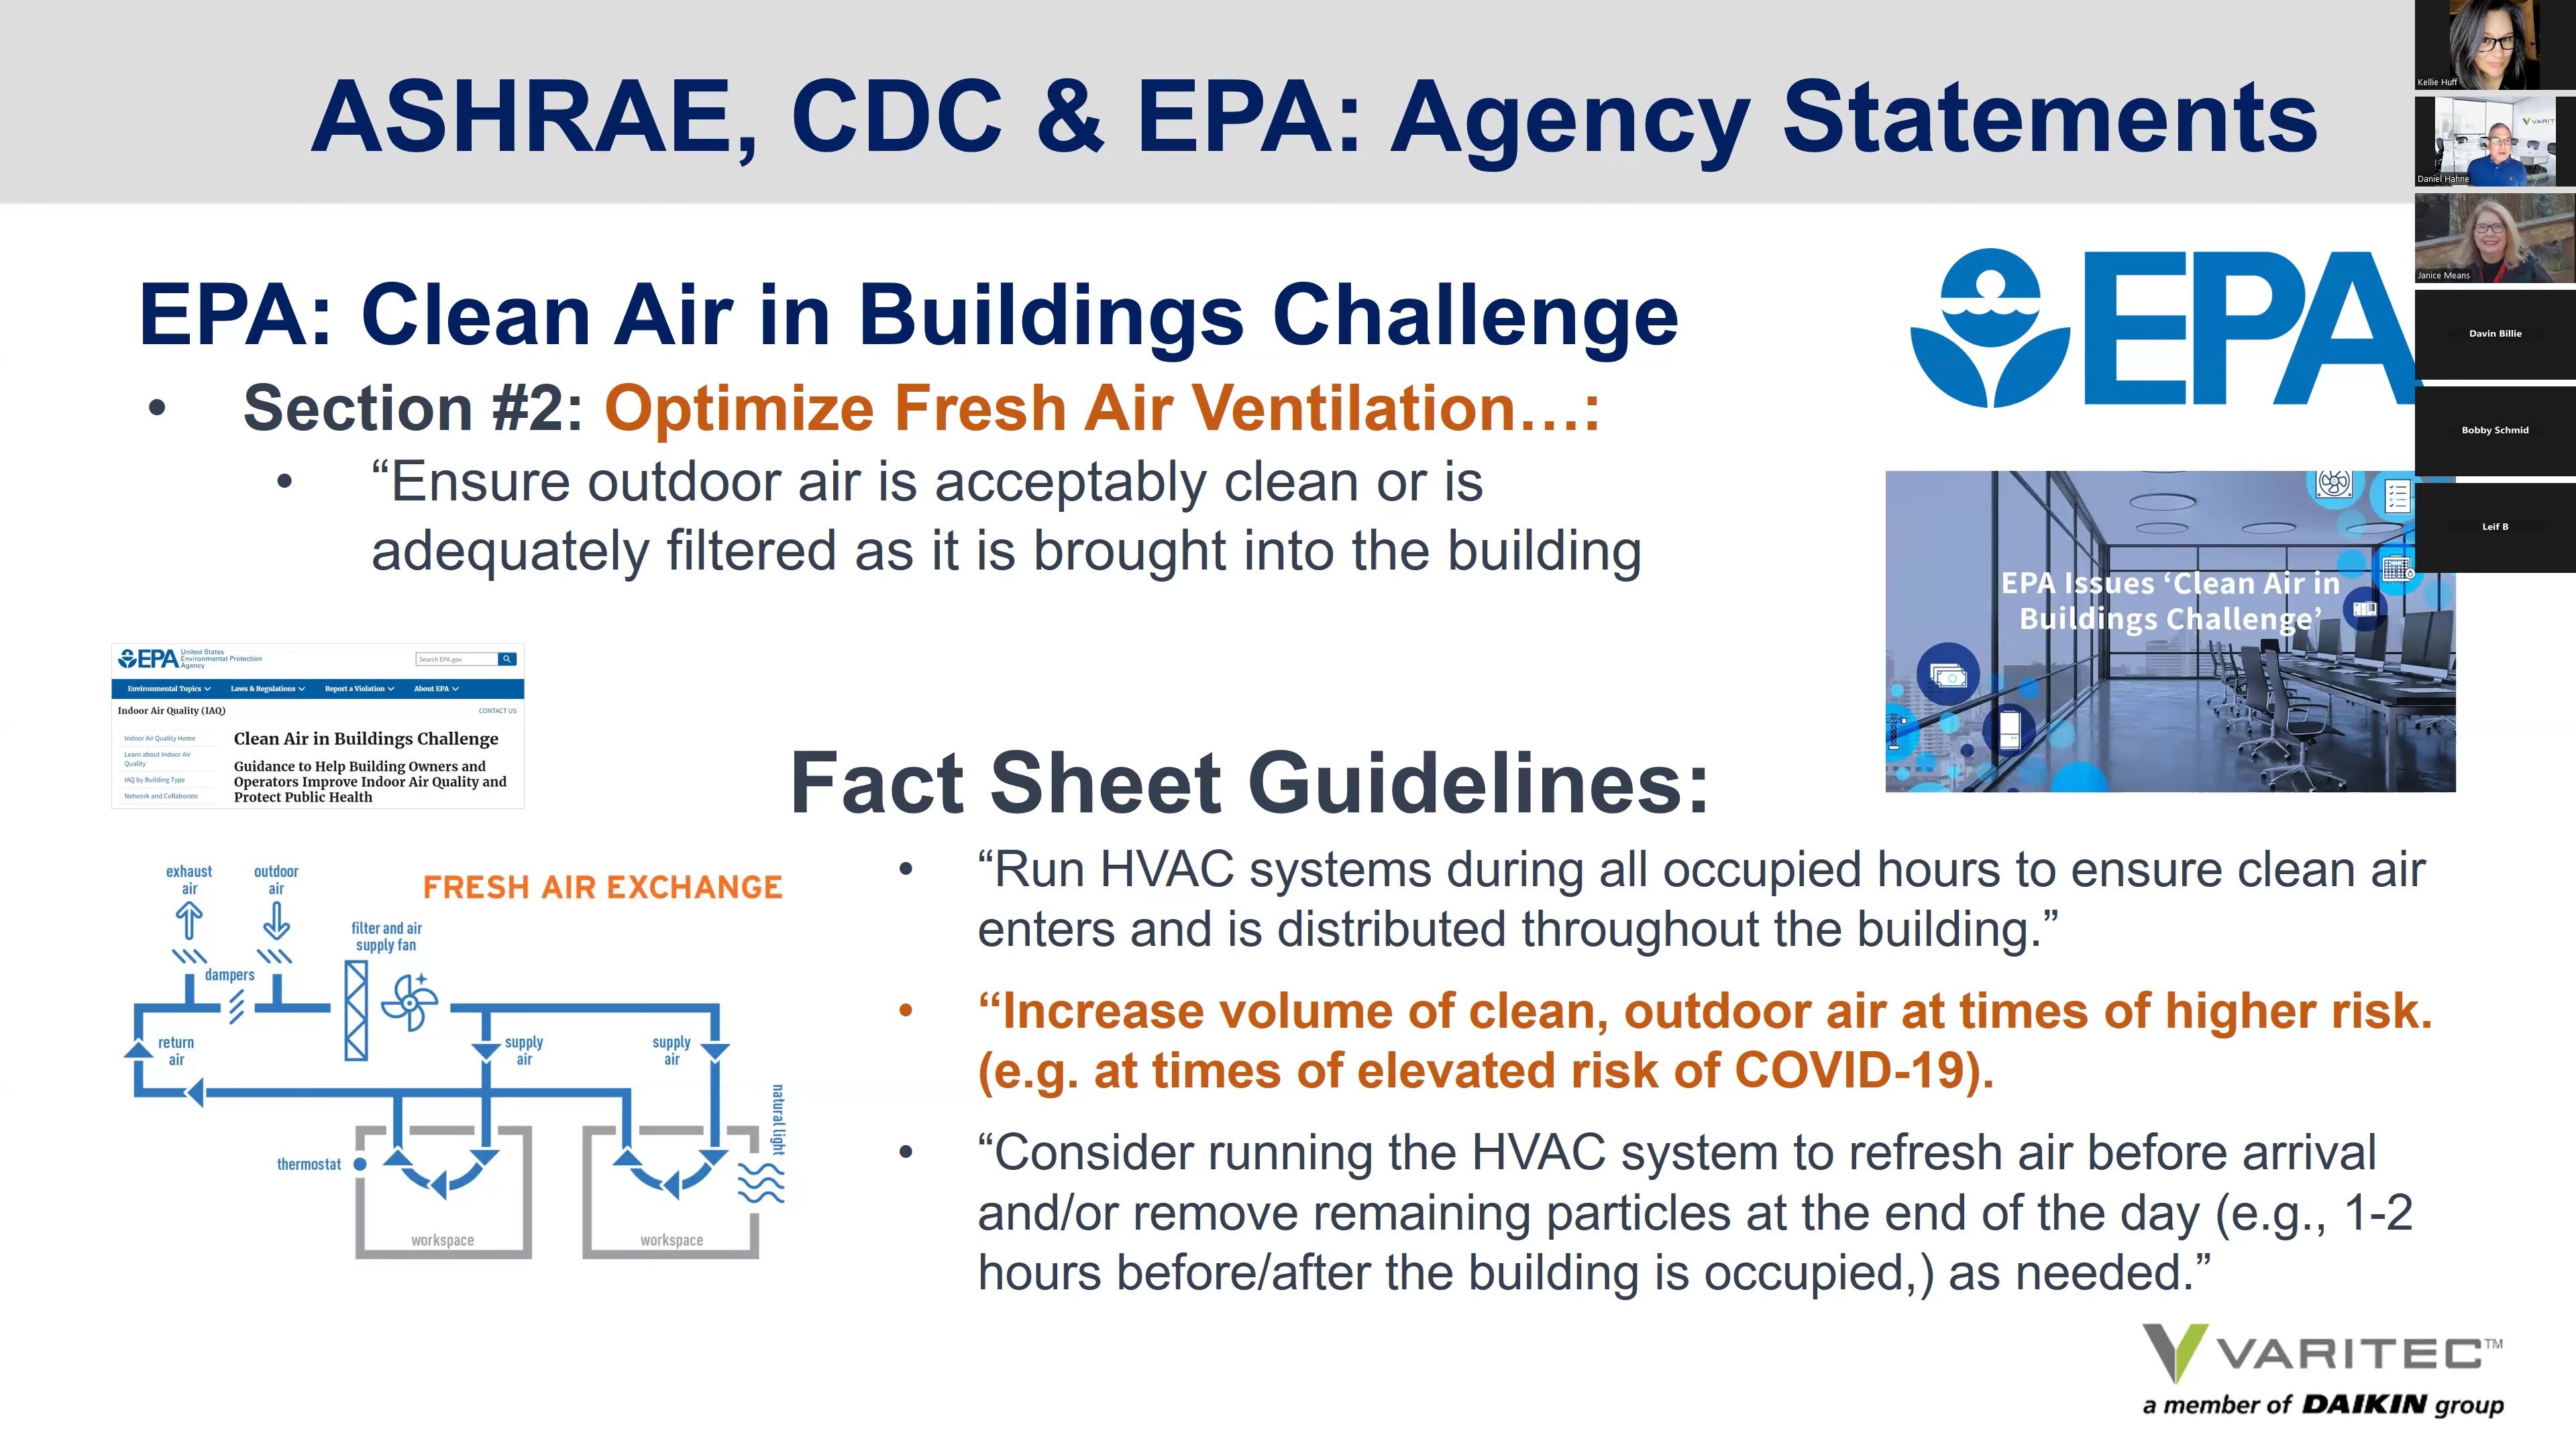 ASHRAE, CDC & EPA: Agency Statements
Kellie Huff
VARIT
Daniel Hahne
Janice Means
Davin Billie
Bobby Schmid
Leif B
EPA: Clean Air in Buildings Challenge
• Section #2: Optimize Fresh Air Ventilation…:
• “Ensure outdoor air is acceptably clean or is
adequately filtered as it is brought into the building
EPA
EPA Issues ‘Clean Air in
Buildings Challenge’
EPA
United States
Environmental Protection
Agency
Search EPA.gov
Environmental Topics
Laws & Regulations
Report a Violation
About EPA
Indoor Air Quality (IAQ)
CONTACT US
Indoor Air Quality Home
Learn about Indoor Air
Quality
IAQ by Building Type
Network and Collaborate
Clean Air in Buildings Challenge
Guidance to Help Building Owners and
Operators Improve Indoor Air Quality and
Protect Public Health
FRESH AIR EXCHANGE
exhaust
air
outdoor
air
filter and air
supply fan
dampers
return
air
supply
air
supply
air
natural light
thermostat
workspace
workspace
Fact Sheet Guidelines:
• “Run HVAC systems during all occupied hours to ensure clean air
enters and is distributed throughout the building.”
• “Increase volume of clean, outdoor air at times of higher risk.
(e.g. at times of elevated risk of COVID-19).
• “Consider running the HVAC system to refresh air before arrival
and/or remove remaining particles at the end of the day (e.g., 1-2
hours before/after the building is occupied,) as needed.”
VARITEC™
a member of DAIKIN group